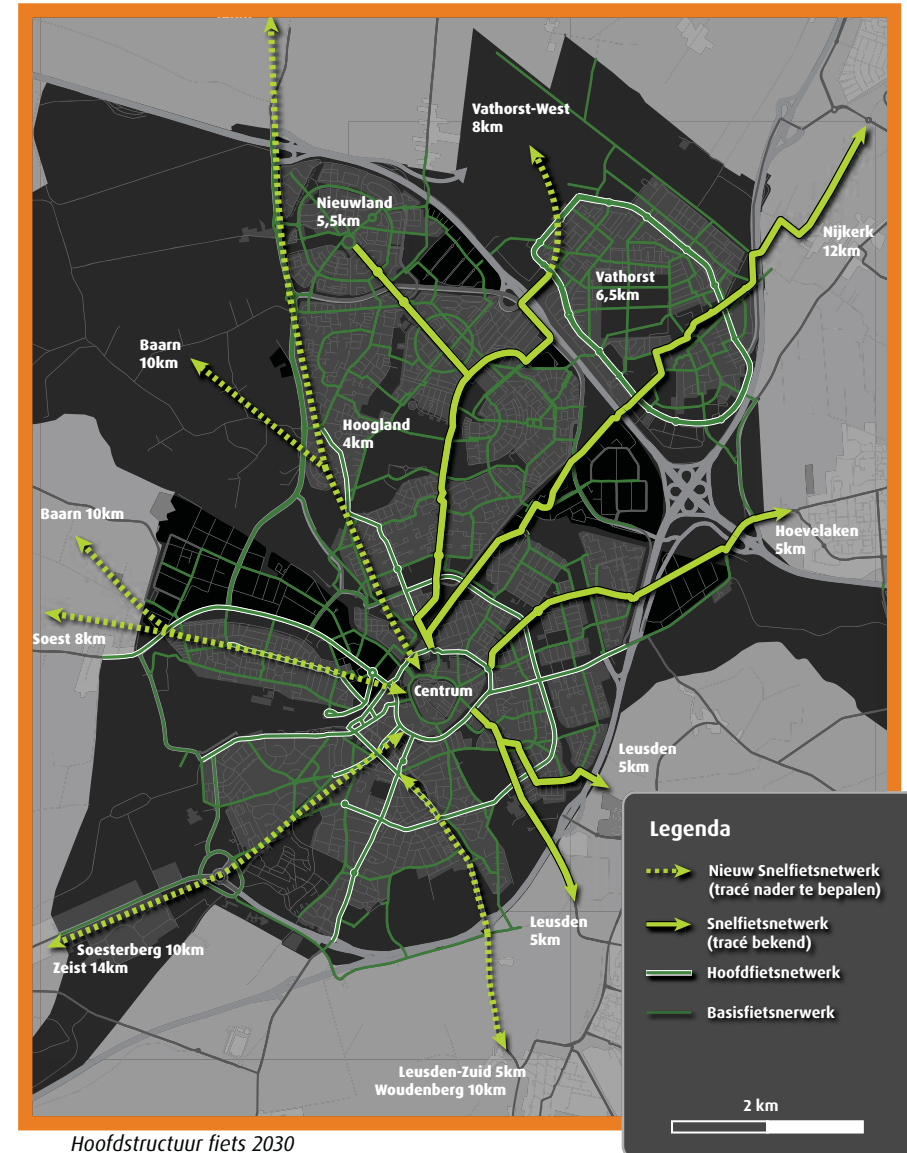 Vathorst-West
8km
Nieuwland
5,5km
Nijkerk
12km
Vathorst
6,5km
Baarn
10km
Hoogland
4km
Baarn 10km
Hoevelaken
5km
Soest 8km
Centrum
Leusden
5km
Leusden
5km
Soesterberg 10km
Zeist 14km
Leusden-Zuid 5km
Woudenberg 10km
Legenda
Nieuw Snelfietsnetwerk
(tracé nader te bepalen)
Snelfietsnetwerk
(tracé bekend)
Hoofdfietsnetwerk
Basisfietsnerwerk
2 km
Hoofdstructuur fiets 2030